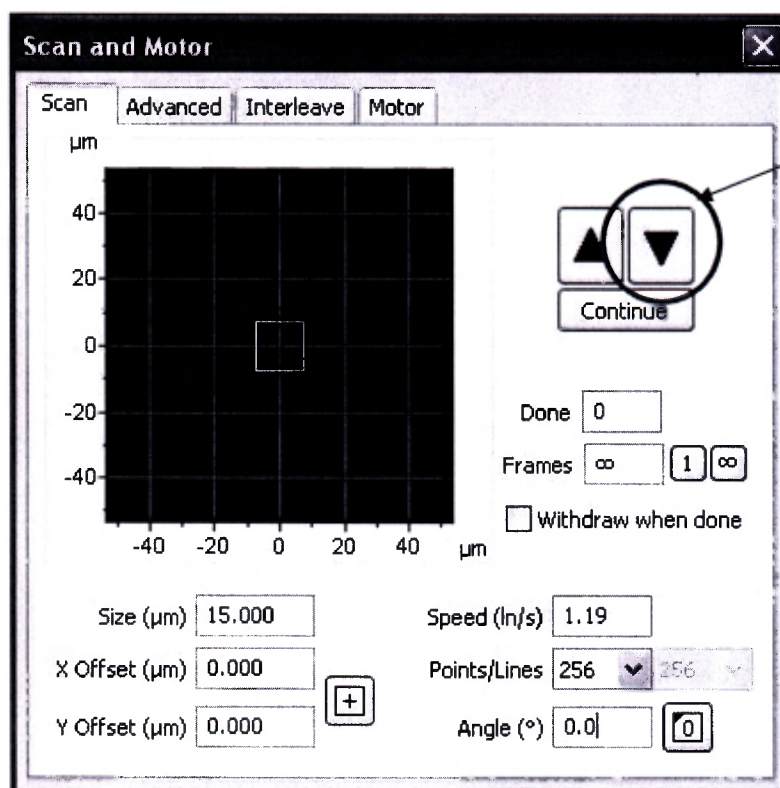 Scan and Motor
Scan Advanced Interleave Motor
µm
40
20
0
-20
-40
-40 -20 0 20 40 µm
Continue
Done 0
Frames ∞ 1 ∞
Withdraw when done
Size (µm) 15.000 Speed (ln/s) 1.19
X Offset (µm) 0.000 Points/Lines 256 256
Y Offset (µm) 0.000 Angle (°) 0.0 0